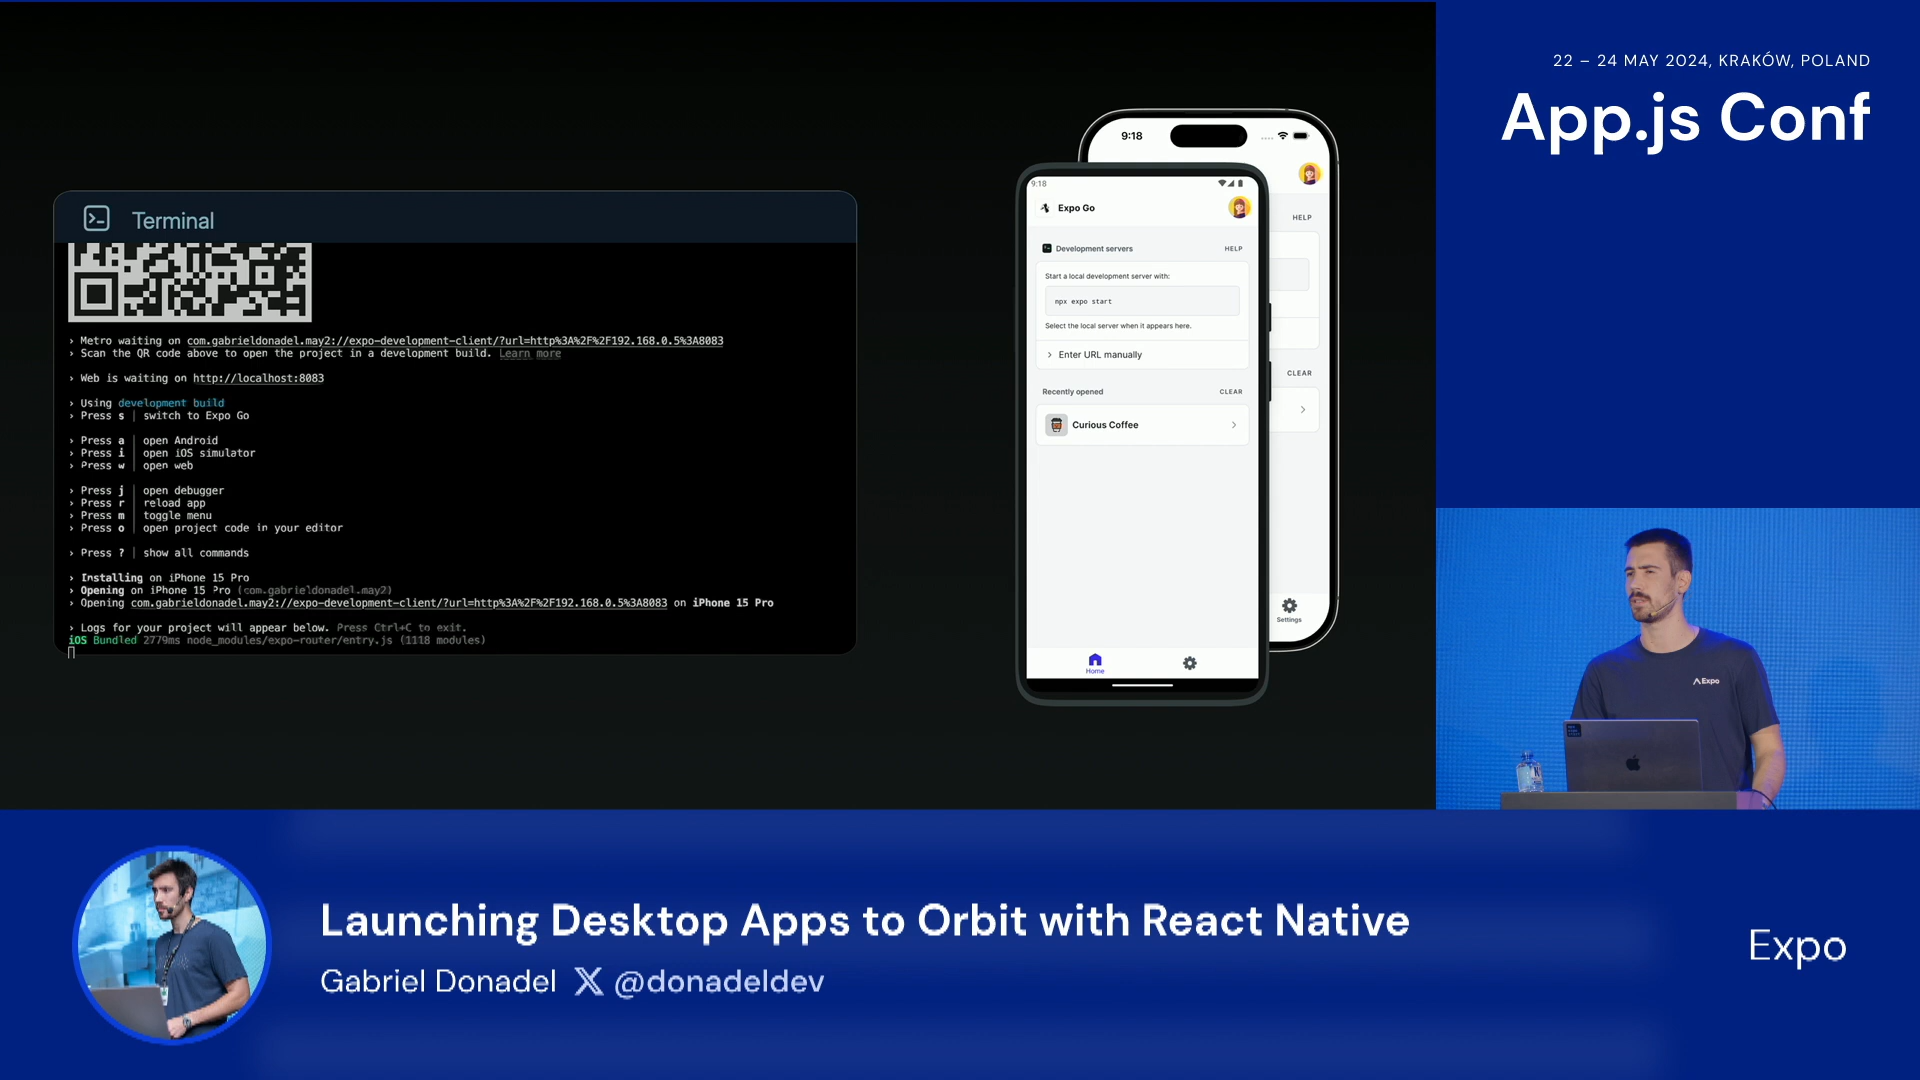 22 – 24 MAY 2024, KRAKÓW, POLAND
App.js Conf
Terminal
› Metro waiting on com.gabrieldonadel.may2://expo-development-client/?url=http%3A%2F%2F192.168.0.5%3A8083
› Scan the QR code above to open the project in a development build. Learn more
› Web is waiting on http://localhost:8083
› Using development build
› Press s │ switch to Expo Go
› Press a │ open Android
› Press i │ open iOS simulator
› Press w │ open web
› Press j │ open debugger
› Press r │ reload app
› Press m │ toggle menu
› Press o │ open project code in your editor
› Press ? │ show all commands
› Installing on iPhone 15 Pro
› Opening on iPhone 15 Pro (com.gabrieldonadel.may2)
› Opening com.gabrieldonadel.may2://expo-development-client/?url=http%3A%2F%2F192.168.0.5%3A8083 on iPhone 15 Pro
› Logs for your project will appear below. Press Ctrl+C to exit.
iOS Bundled 2779ms node_modules/expo-router/entry.js (1118 modules)
9:18
HELP
CLEAR
Settings
9:18
Expo Go
Development servers HELP
Start a local development server with:
npx expo start
Select the local server when it appears here.
› Enter URL manually
Recently opened CLEAR
Curious Coffee
Home
Expo
Launching Desktop Apps to Orbit with React Native
Gabriel Donadel X @donadeldev
Expo